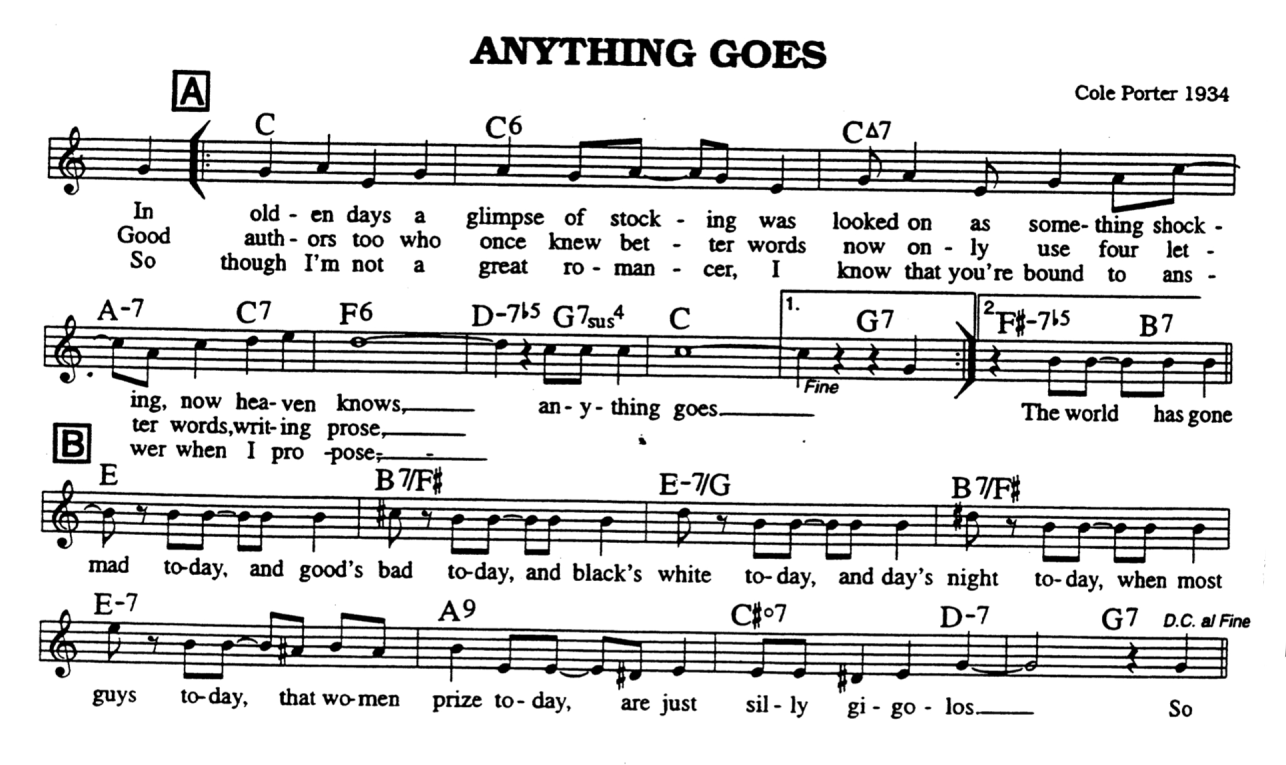 ANYTHING GOES
Cole Porter 1934
A
C C6 C∆7
In old - en days a glimpse of stock - ing was looked on as some- thing shock -
Good auth - ors too who once knew bet - ter words now on - ly use four let -
So though I'm not a great ro - man - cer, I know that you're bound to ans -
A-7 C7 F6 D-7♭5 G7sus4 C 1. G7 2 F♯-7♭5 B7
Fine
ing, now hea- ven knows, an - y - thing goes The world has gone
ter words, writ- ing prose,
wer when I pro -pose;
B
E B7/F♯ E-7/G B7/F♯
mad to-day, and good's bad to-day, and black's white to- day, and day's night to- day, when most
E-7 A9 C♯°7 D-7 G7 D.C. al Fine
guys to-day, that wo-men prize to- day, are just sil - ly gi - go - los. So